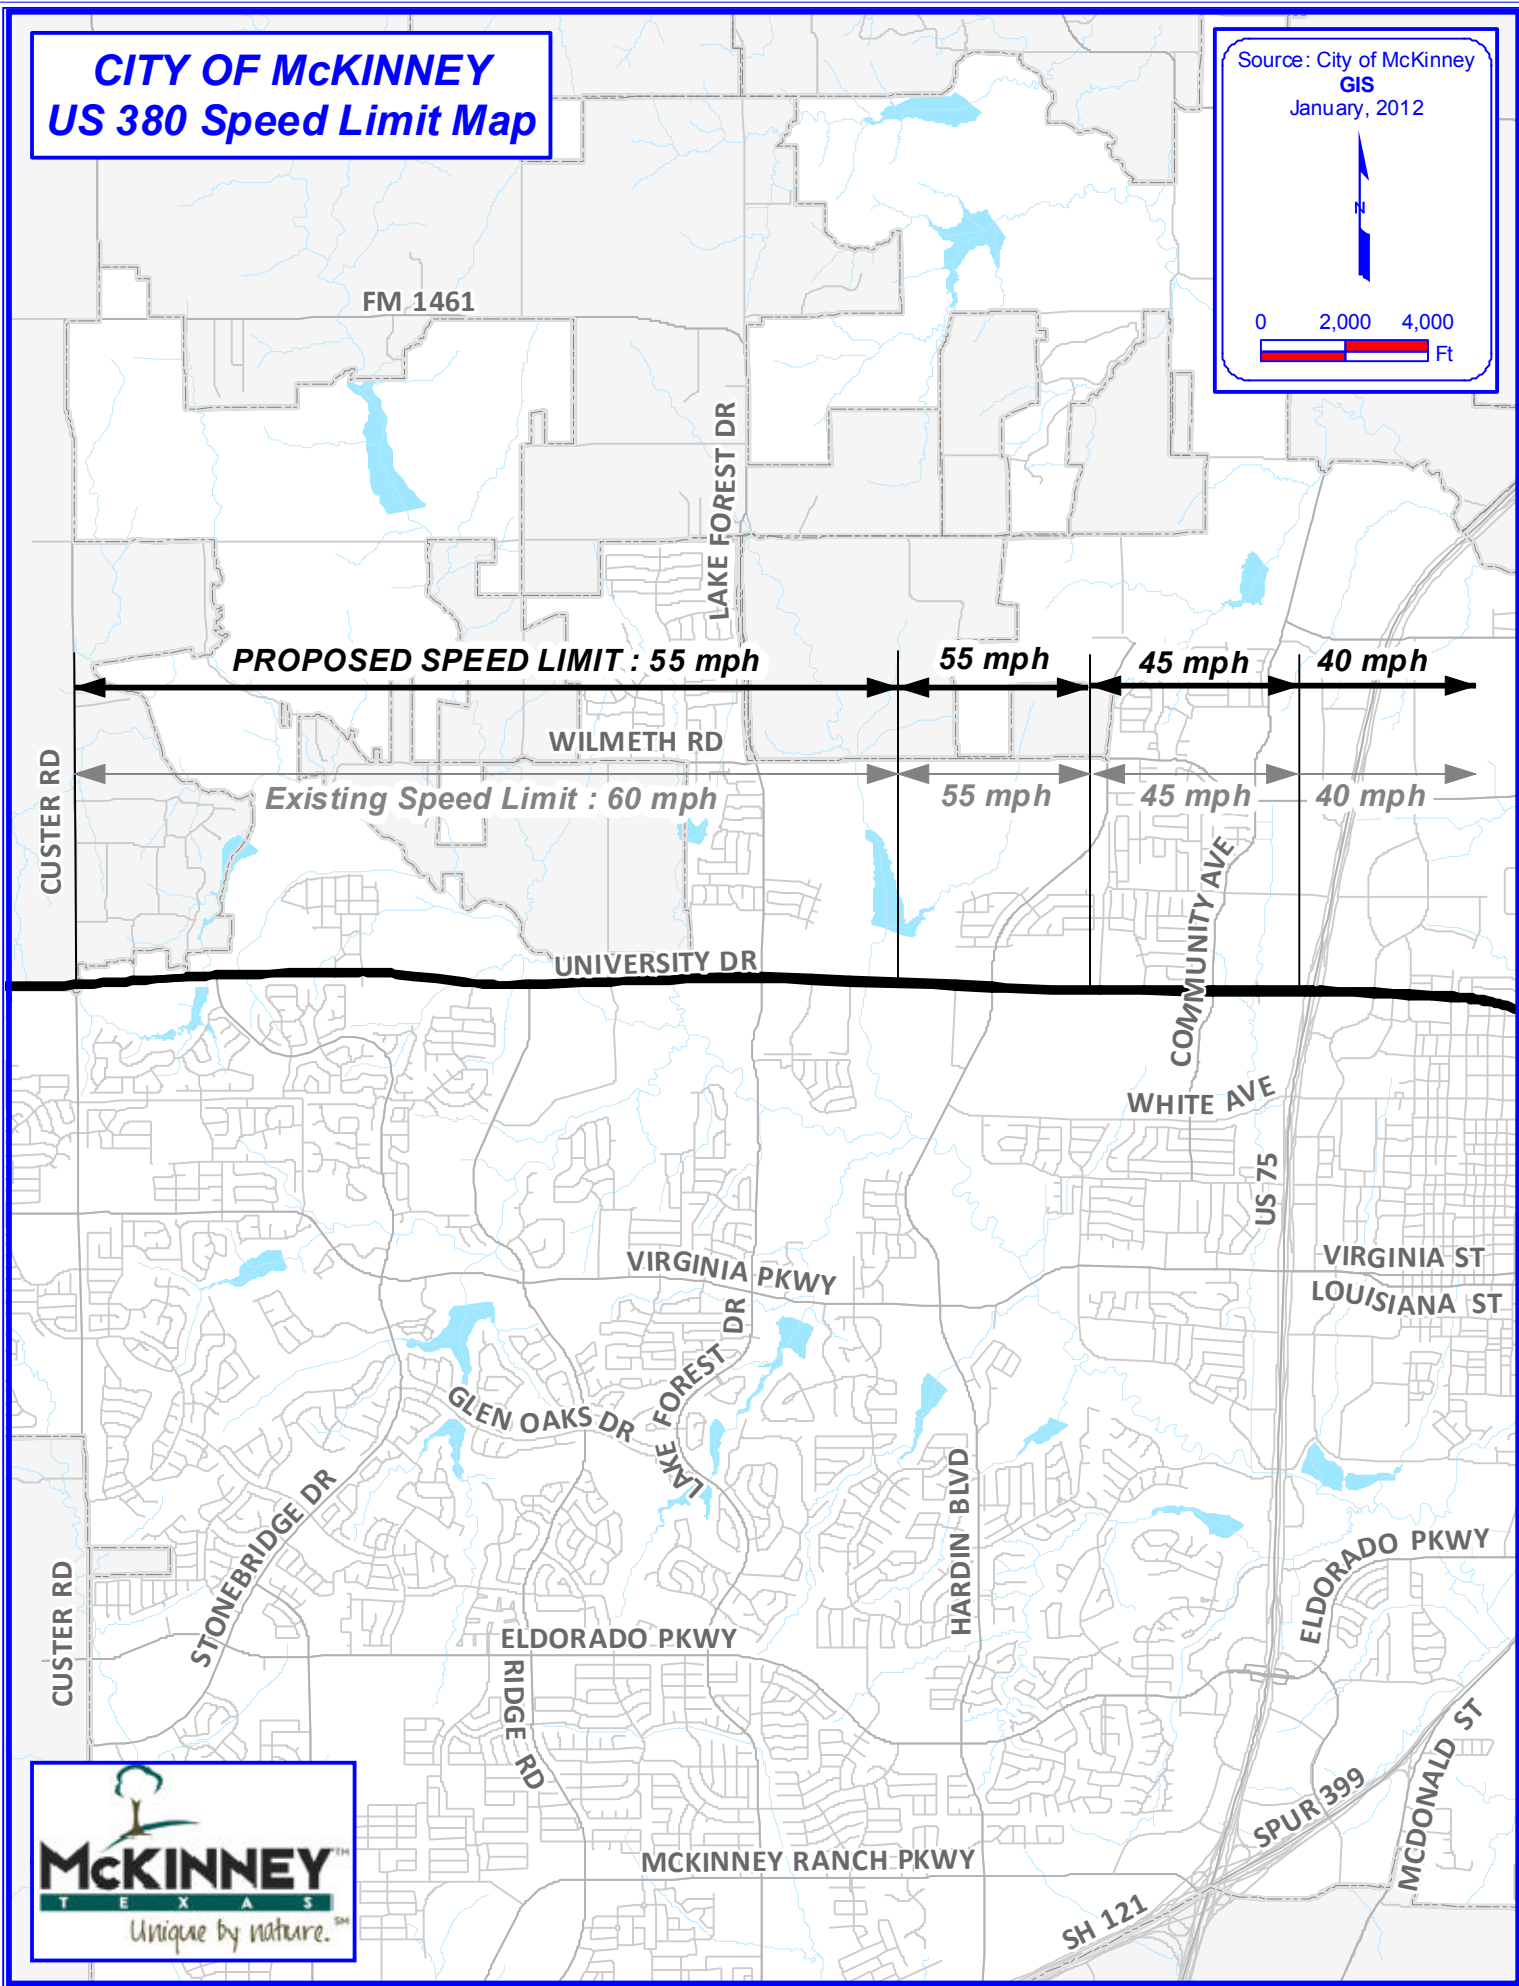 CITY OF McKINNEY
US 380 Speed Limit Map
Source: City of McKinney
GIS
January, 2012
N
0 2,000 4,000
Ft
FM 1461
LAKE FOREST DR
PROPOSED SPEED LIMIT : 55 mph
55 mph
45 mph
40 mph
WILMETH RD
CUSTER RD
Existing Speed Limit : 60 mph
55 mph
45 mph
40 mph
COMMUNITY AVE
UNIVERSITY DR
WHITE AVE
US 75
VIRGINIA PKWY
VIRGINIA ST
LOUISIANA ST
LAKE FOREST DR
GLEN OAKS DR
STONEBRIDGE DR
HARDIN BLVD
ELDORADO PKWY
CUSTER RD
ELDORADO PKWY
RIDGE RD
MCDONALD ST
SPUR 399
MCKINNEY RANCH PKWY
SH 121
McKINNEY™
TEXAS
Unique by nature.℠